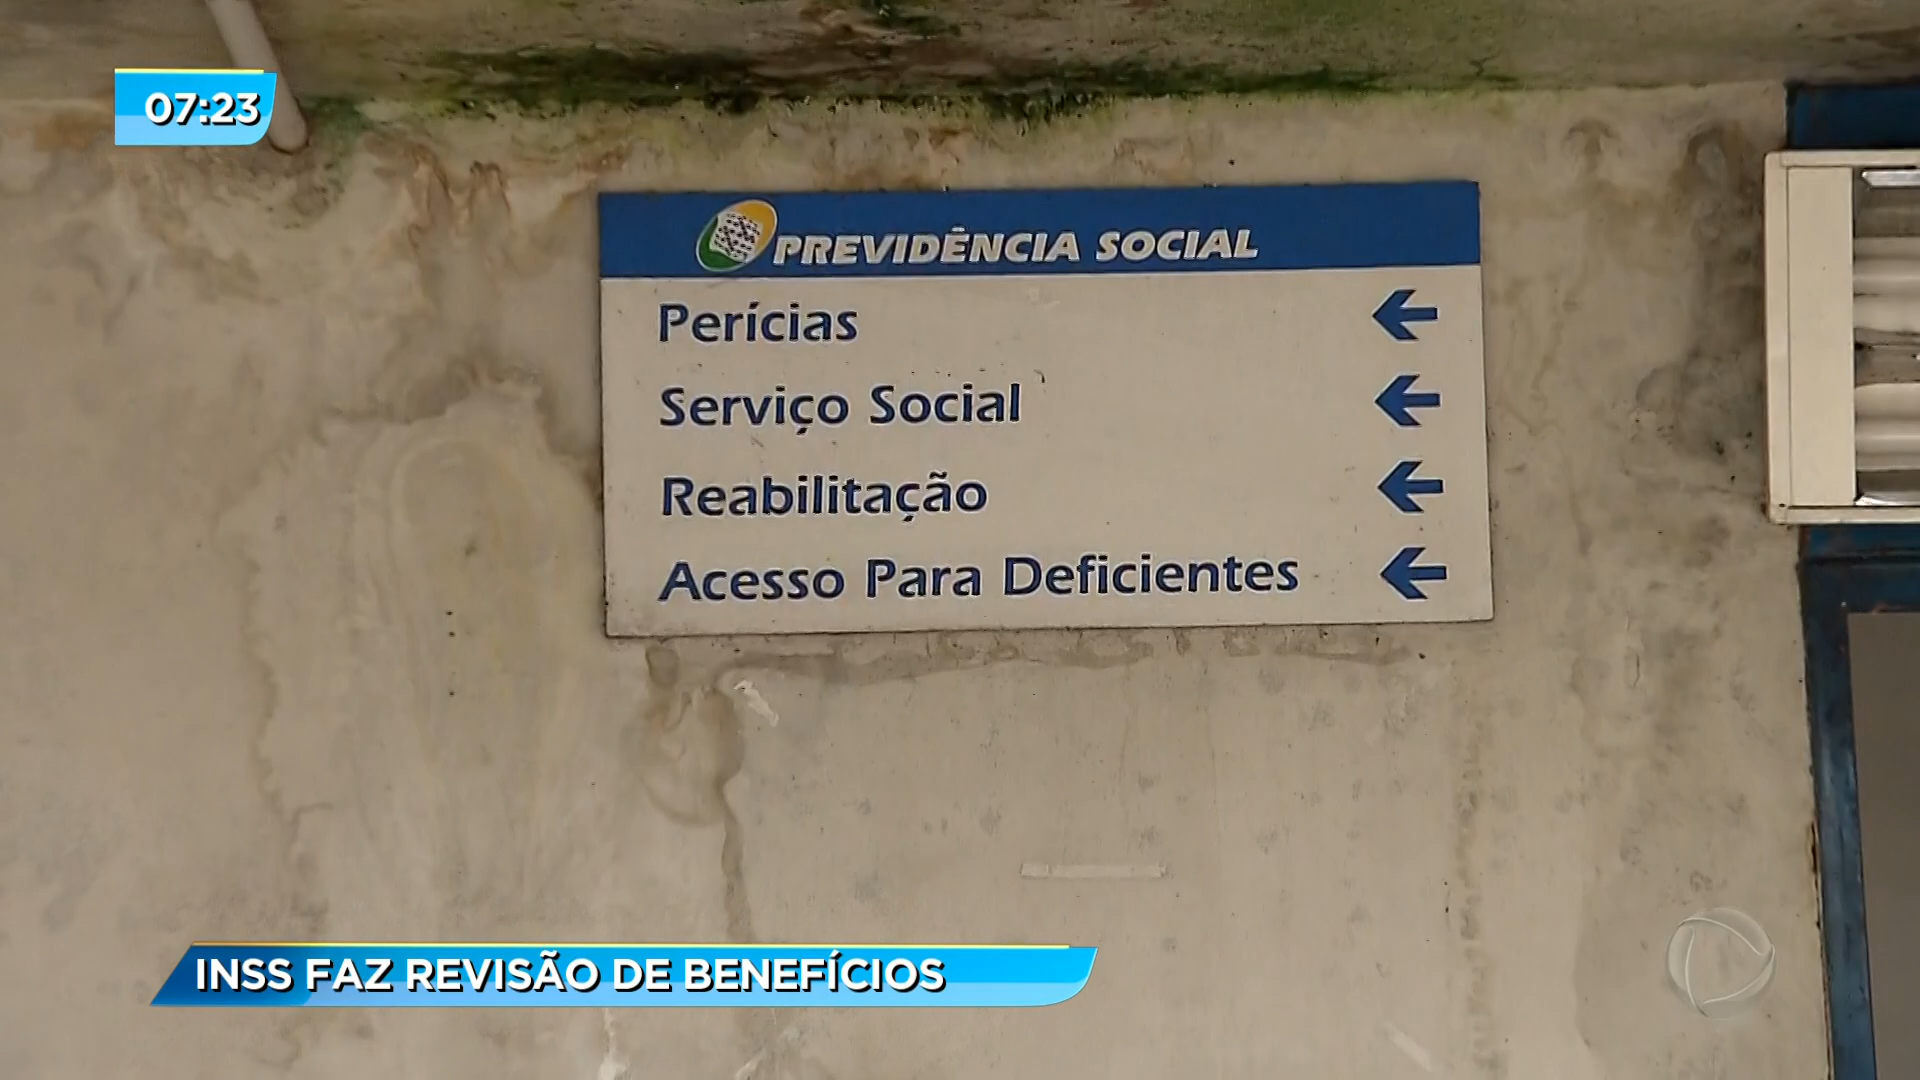 07:23
PREVIDÊNCIA SOCIAL
Perícias
Serviço Social
Reabilitação
Acesso Para Deficientes
INSS FAZ REVISÃO DE BENEFÍCIOS